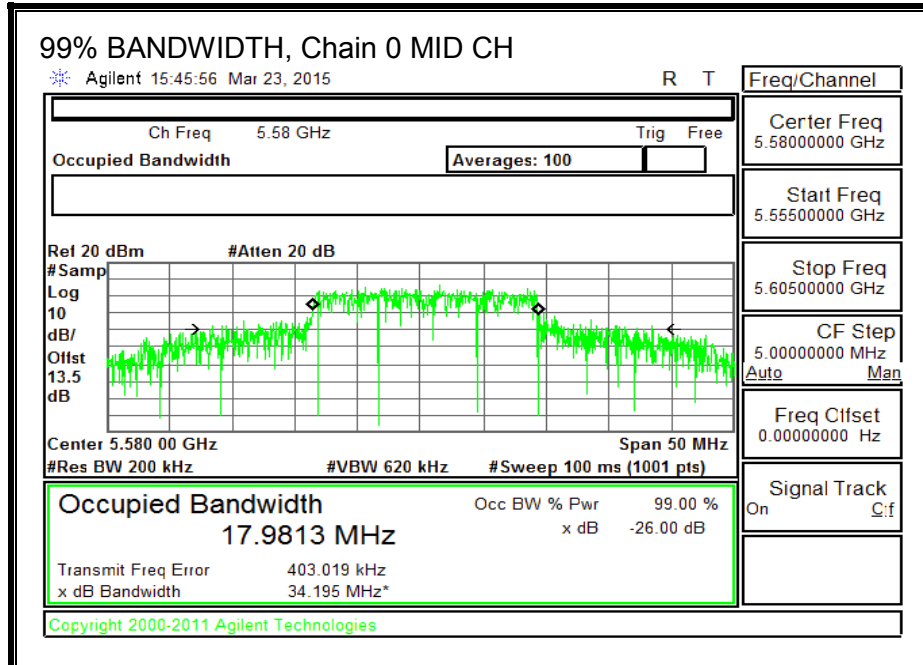 99% BANDWIDTH, Chain 0 MID CH
Agilent 15:45:56 Mar 23, 2015 R T
Freq/Channel
Ch Freq 5.58 GHz Trig Free
Occupied Bandwidth Averages: 100
Center Freq
5.58000000 GHz
Start Freq
5.55500000 GHz
Stop Freq
5.60500000 GHz
CF Step
5.00000000 MHz
Auto Man
Freq Offset
0.00000000 Hz
Signal Track
On Off
Ref 20 dBm #Atten 20 dB
#Samp
Log
10
dB/
Offst
13.5
dB
Center 5.580 00 GHz Span 50 MHz
#Res BW 200 kHz #VBW 620 kHz #Sweep 100 ms (1001 pts)
Occupied Bandwidth Occ BW % Pwr 99.00 %
17.9813 MHz x dB -26.00 dB
Transmit Freq Error 403.019 kHz
x dB Bandwidth 34.195 MHz*
Copyright 2000-2011 Agilent Technologies